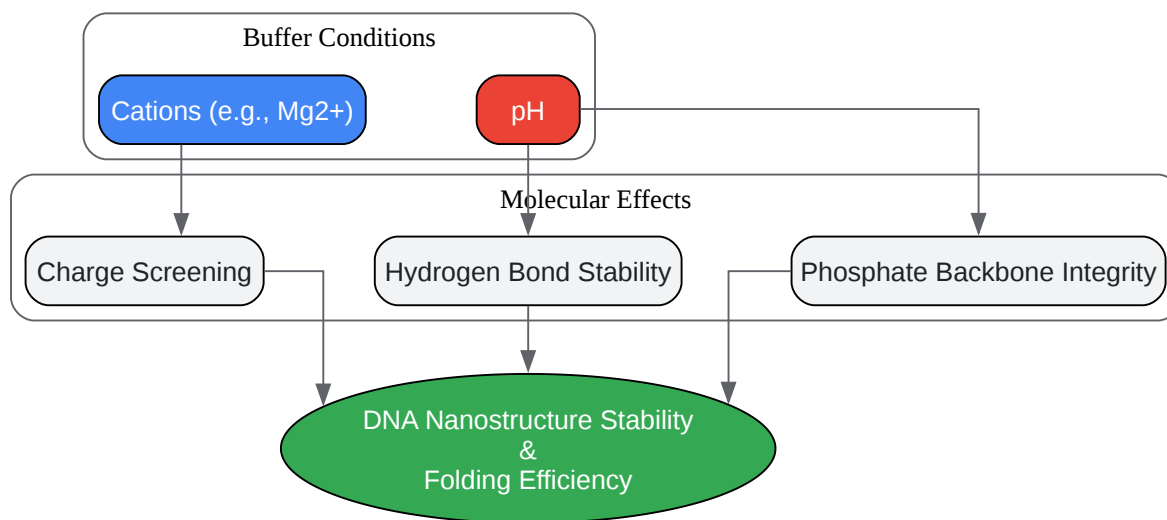 Buffer Conditions
Cations (e.g., Mg2+)
pH
Molecular Effects
Charge Screening
Hydrogen Bond Stability
Phosphate Backbone Integrity
DNA Nanostructure Stability
&
Folding Efficiency